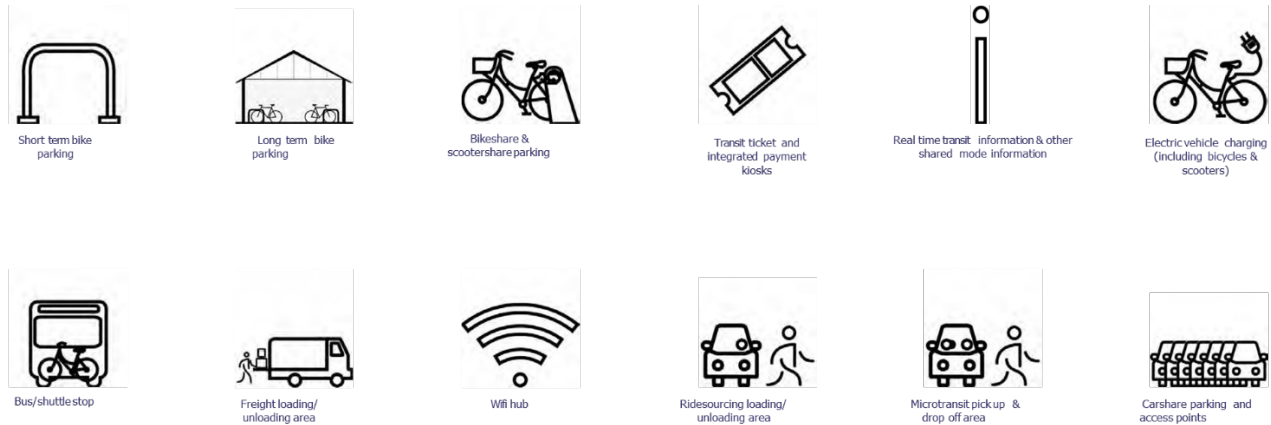 Short term bike
parking
Long term bike
parking
Bikeshare &
scootershare parking
Transit ticket and
integrated payment
kiosks
Real time transit information & other
shared mode information
Electric vehicle charging
(including bicycles &
scooters)
Bus/shuttle stop
Freight loading/
unloading area
Wifi hub
Ridesourcing loading/
unloading area
Microtransit pick up &
drop off area
Carshare parking and
access points